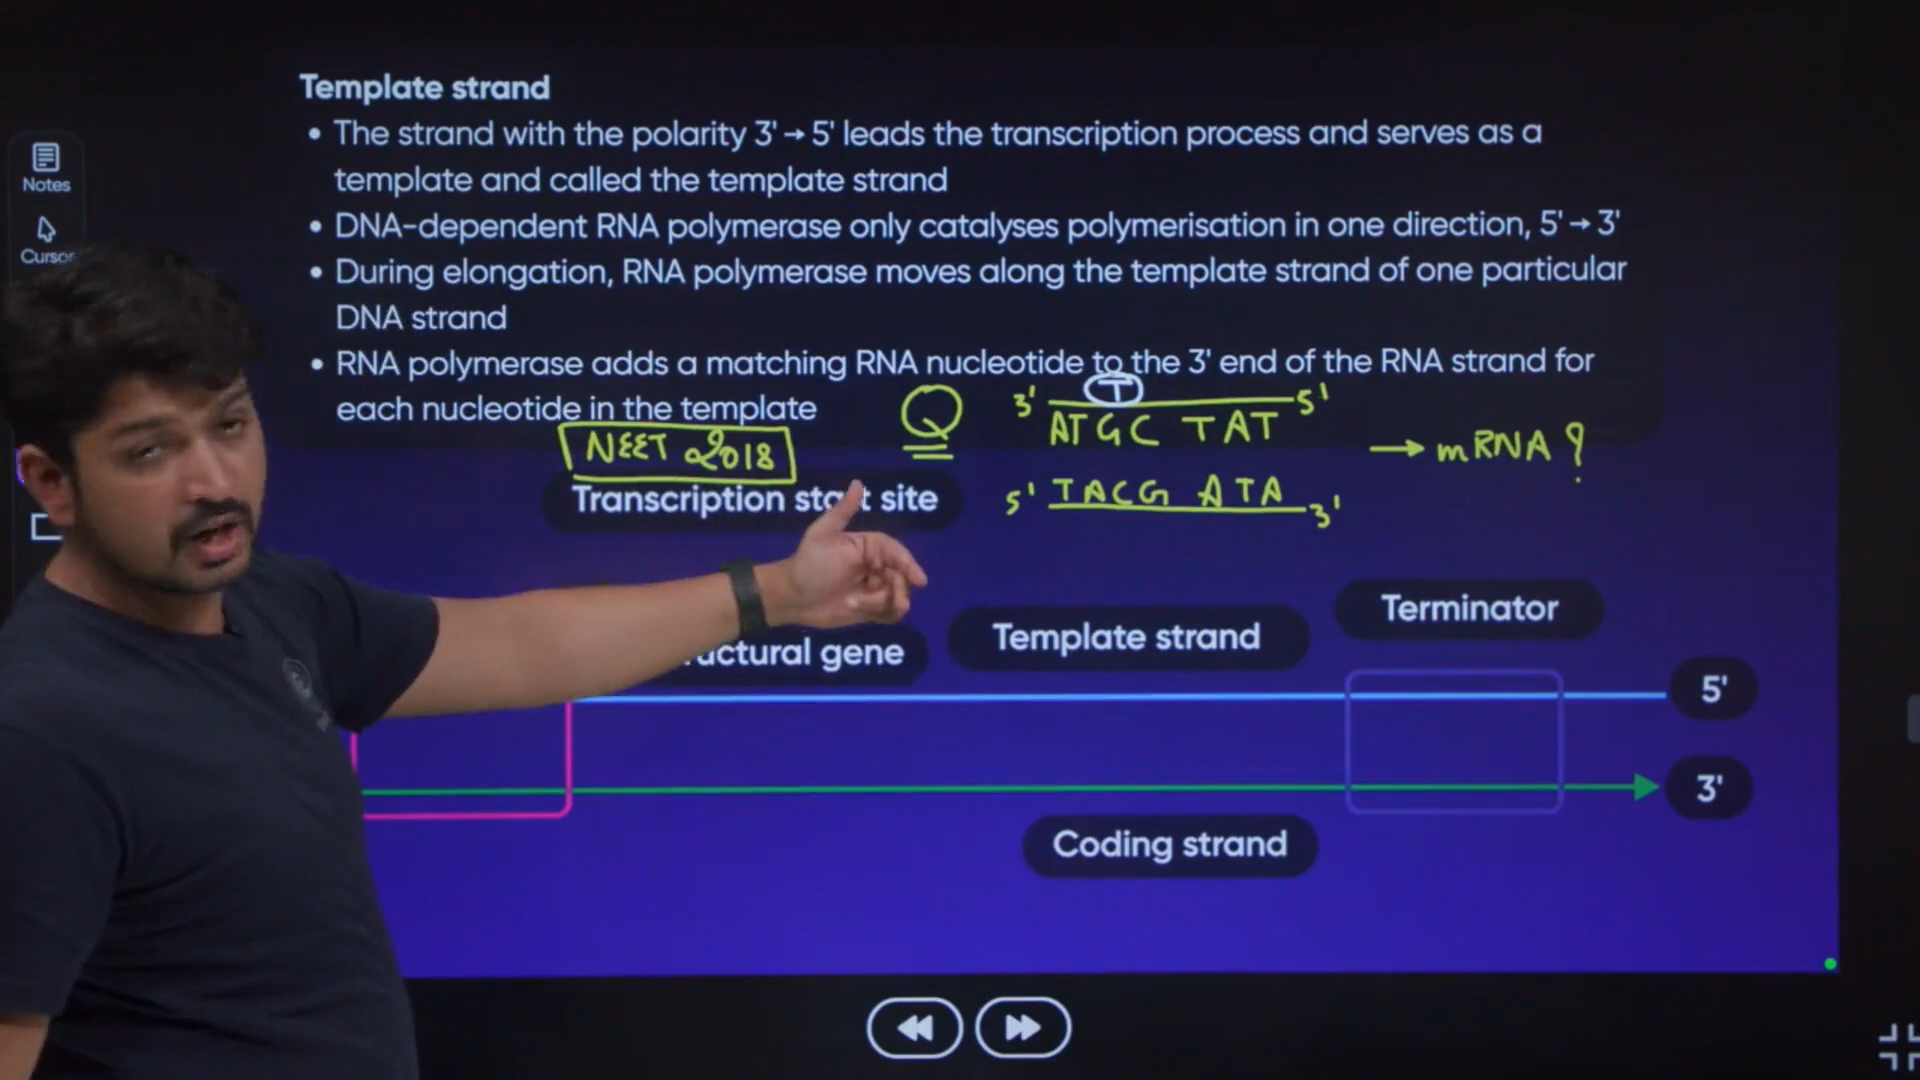 Template strand
• The strand with the polarity 3' → 5' leads the transcription process and serves as a
template and called the template strand
• DNA-dependent RNA polymerase only catalyses polymerisation in one direction, 5' → 3'
• During elongation, RNA polymerase moves along the template strand of one particular
DNA strand
• RNA polymerase adds a matching RNA nucleotide to the 3' end of the RNA strand for
each nucleotide in the template
Notes
Cursor
NEET 2018
Q
T
3' ATGC TAT 5'
→ mRNA ?
5' TACG ATA 3'
Transcription start site
gene
Template strand
Terminator
5'
3'
Coding strand